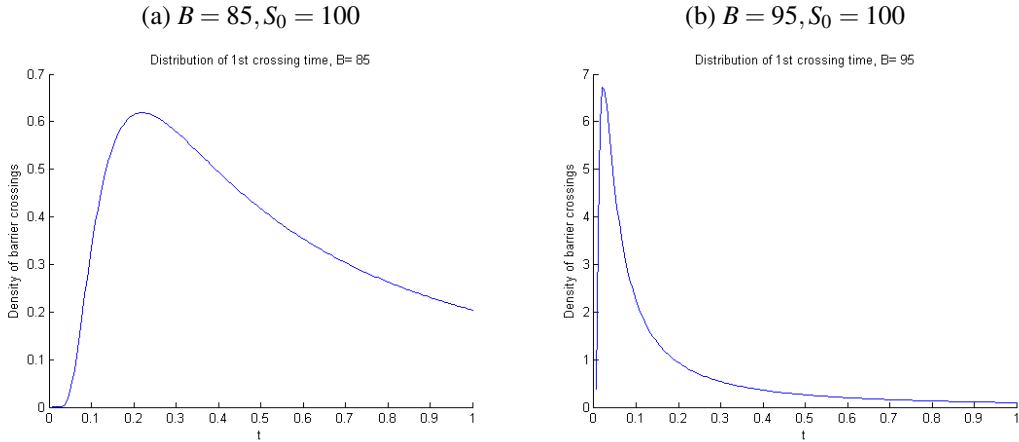 (a) B = 85, S₀ = 100
Distribution of 1st crossing time, B= 85
Density of barrier crossings
0.7
0.6
0.5
0.4
0.3
0.2
0.1
0
0 0.1 0.2 0.3 0.4 0.5 0.6 0.7 0.8 0.9 1
t
(b) B = 95, S₀ = 100
Distribution of 1st crossing time, B= 95
Density of barrier crossings
7
6
5
4
3
2
1
0
0 0.1 0.2 0.3 0.4 0.5 0.6 0.7 0.8 0.9 1
t